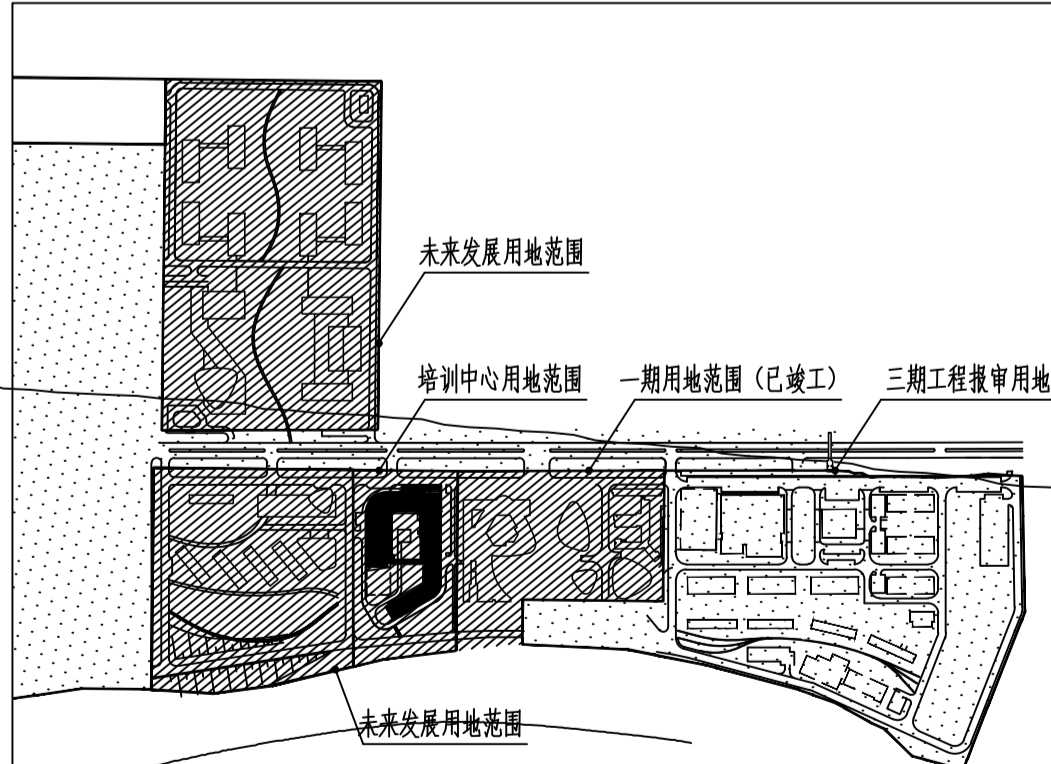 未来发展用地范围
培训中心用地范围
一期用地范围（已竣工）
三期工程报审用地
未来发展用地范围